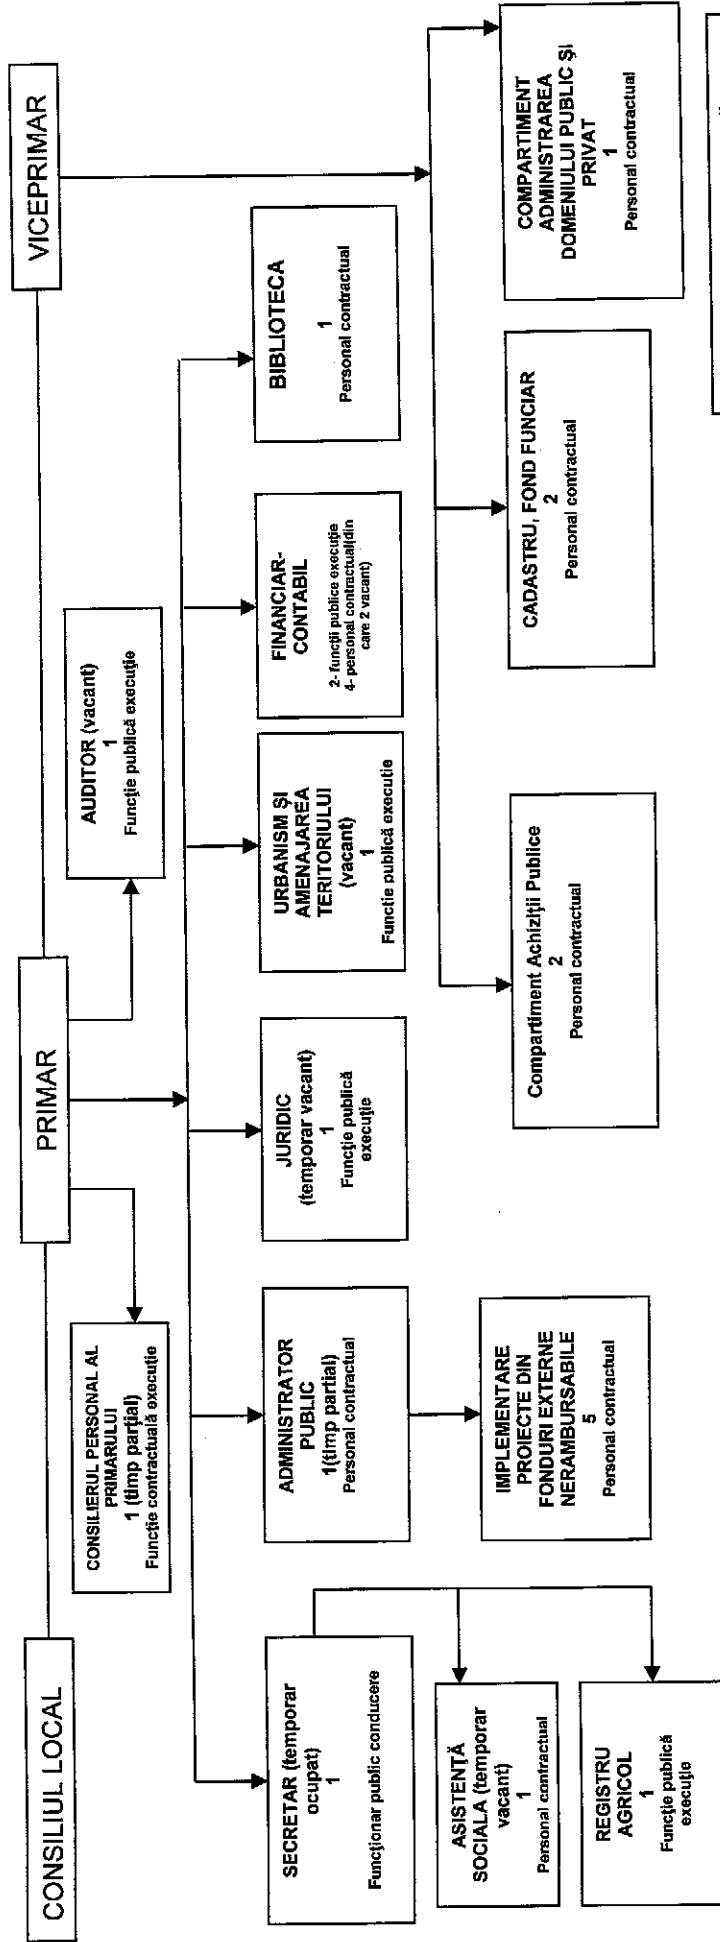 CONSILIUL LOCAL
PRIMAR
VICEPRIMAR
CONSILIERUL PERSONAL AL
PRIMARULUI
1 (timp parțial)
Funcție contractuală execuție
AUDITOR (vacant)
1
Funcție publică execuție
SECRETAR (temporar
ocupat)
1
Funcționar public conducere
ADMINISTRATOR
PUBLIC
1(timp partial)
Personal contractual
JURIDIC
(temporar vacant)
1
Funcție publică
execuție
URBANISM ȘI
AMENAJAREA
TERITORIULUI
(vacant)
1
Functie publică execuție
FINANCIAR-
CONTABIL
2- funcții publice execuție
4- personal contractual(din
care 2 vacant)
BIBLIOTECA
1
Personal contractual
ASISTENȚĂ
SOCIALA (temporar
vacant)
1
Personal contractual
REGISTRU
AGRICOL
1
Funcție publică
execuție
IMPLEMENTARE
PROIECTE DIN
FONDURI EXTERNE
NERAMBURSABILE
5
Personal contractual
Compartiment Achiziții Publice
2
Personal contractual
CADASTRU, FOND FUNCIAR
2
Personal contractual
COMPARTIMENT
ADMINISTRAREA
DOMENIULUI PUBLIC ȘI
PRIVAT
1
Personal contractual